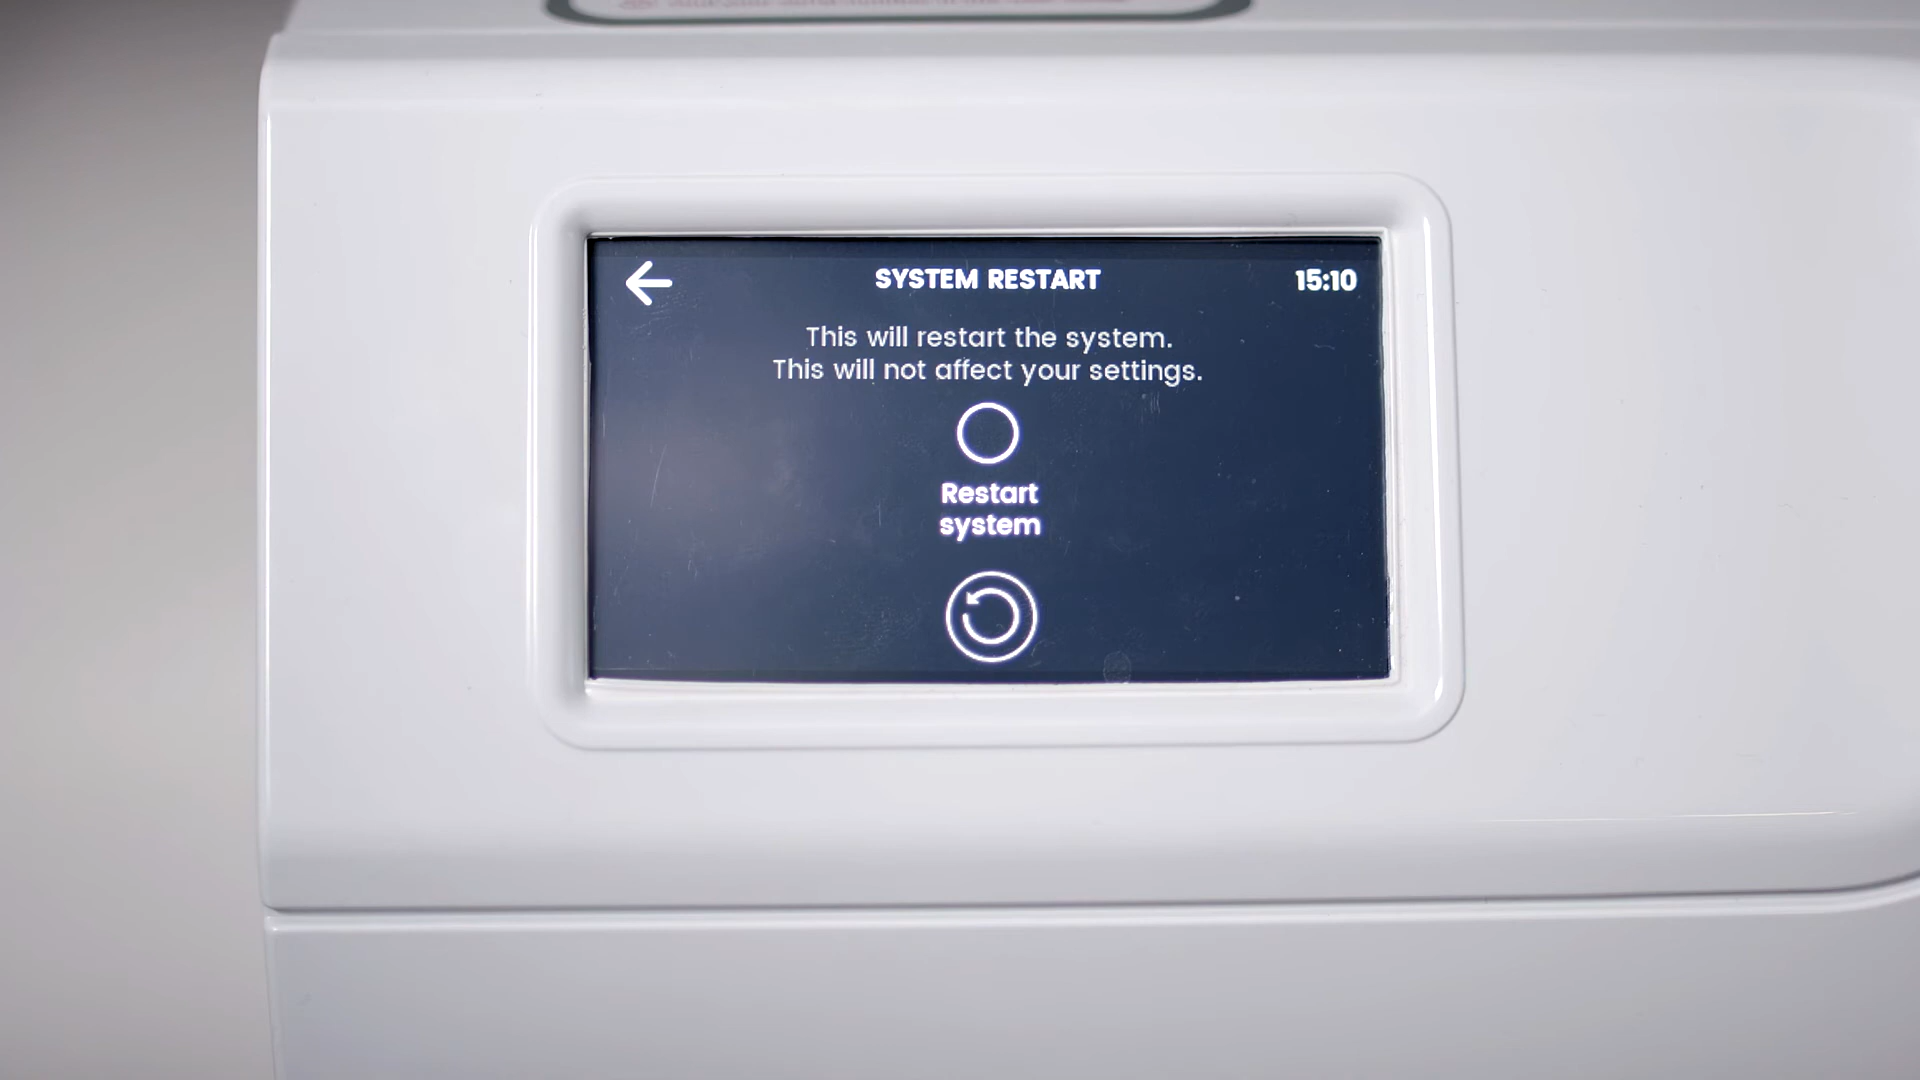 SYSTEM RESTART
15:10
This will restart the system.
This will not affect your settings.
Restart
system